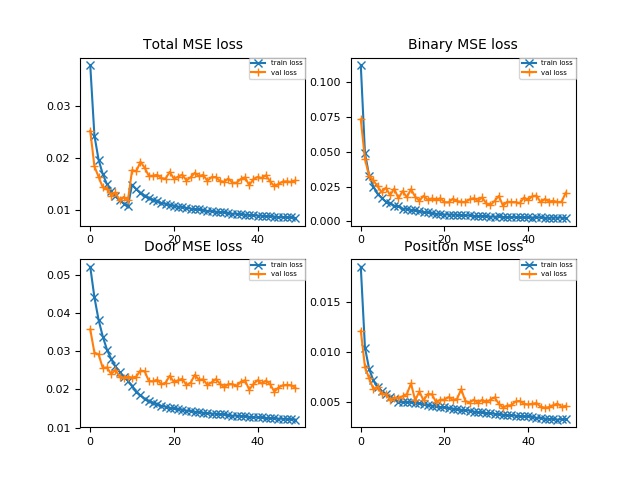 Total MSE loss
train loss
val loss
0.03
0.02
0.01
0
20
40
Binary MSE loss
train loss
val loss
0.100
0.075
0.050
0.025
0.000
0
20
40
Door MSE loss
train loss
val loss
0.05
0.04
0.03
0.02
0.01
0
20
40
Position MSE loss
train loss
val loss
0.015
0.010
0.005
0
20
40